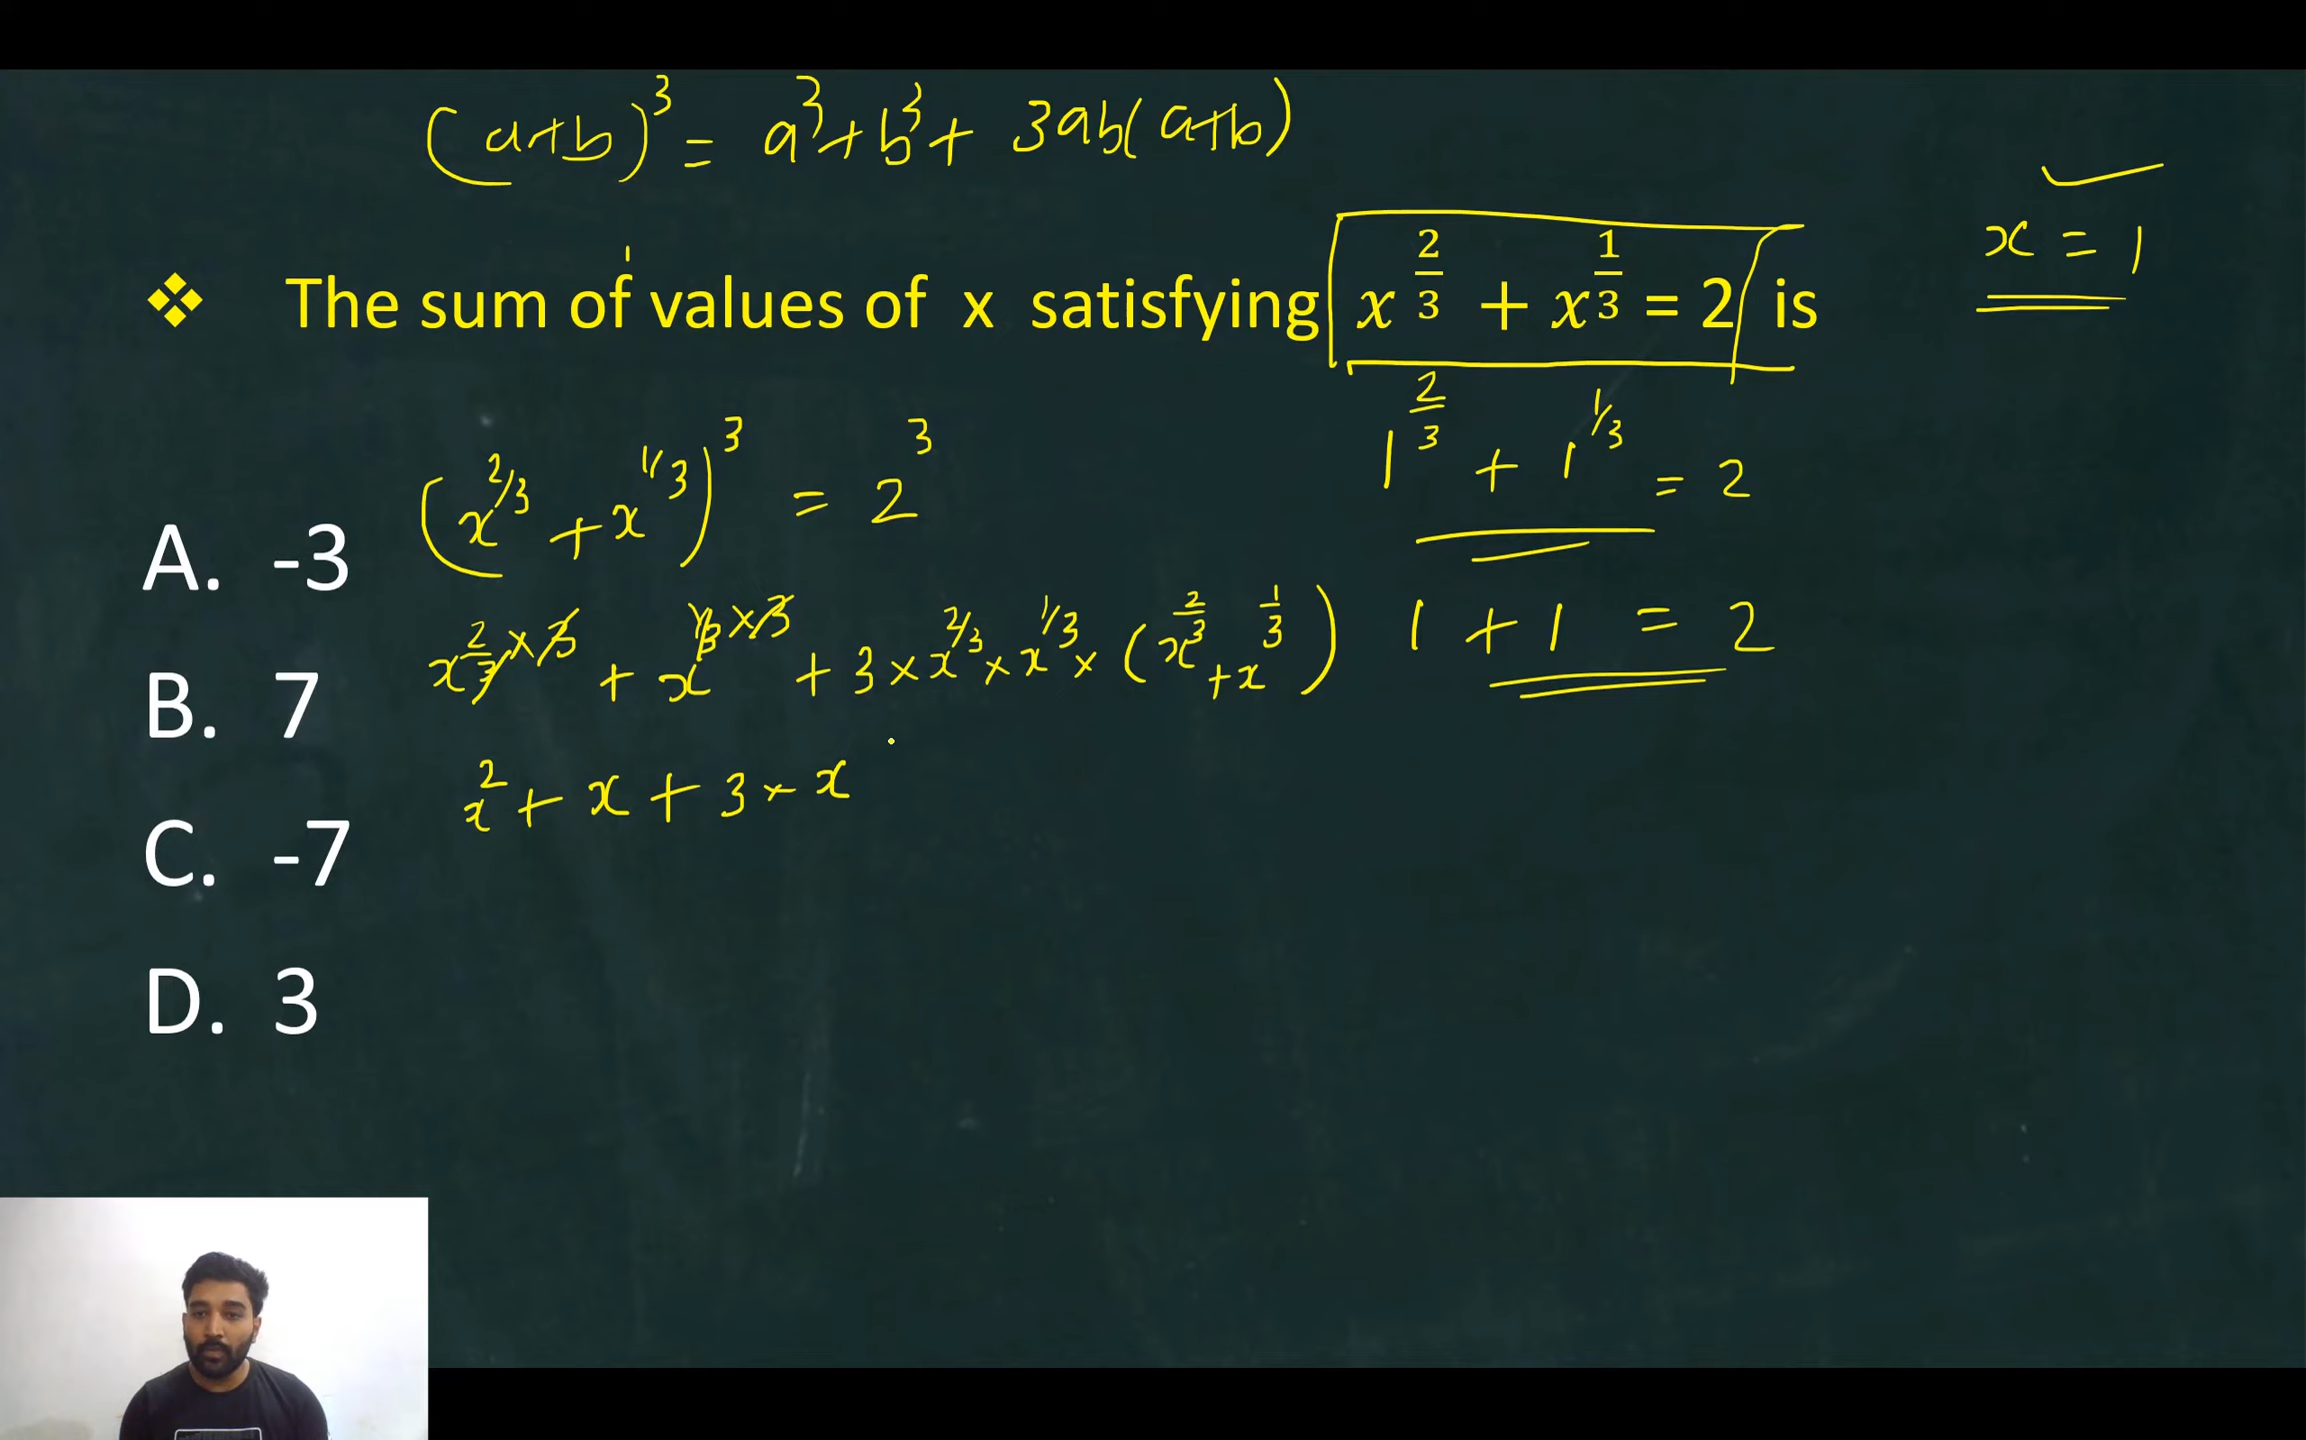 (a+b)³ = a³+b³+ 3ab(a+b)
❖ The sum of values of x satisfying x^(2/3) + x^(1/3) = 2 is
x = 1
1^(2/3) + 1^(1/3) = 2
(x^(2/3) + x^(1/3))³ = 2³
A. -3
x^(2/3 × 3) + x^(1/3 × 3) + 3 × x^(2/3) × x^(1/3) × (x^(2/3) + x^(1/3))
1 + 1 = 2
B. 7
x² + x + 3 × x
C. -7
D. 3